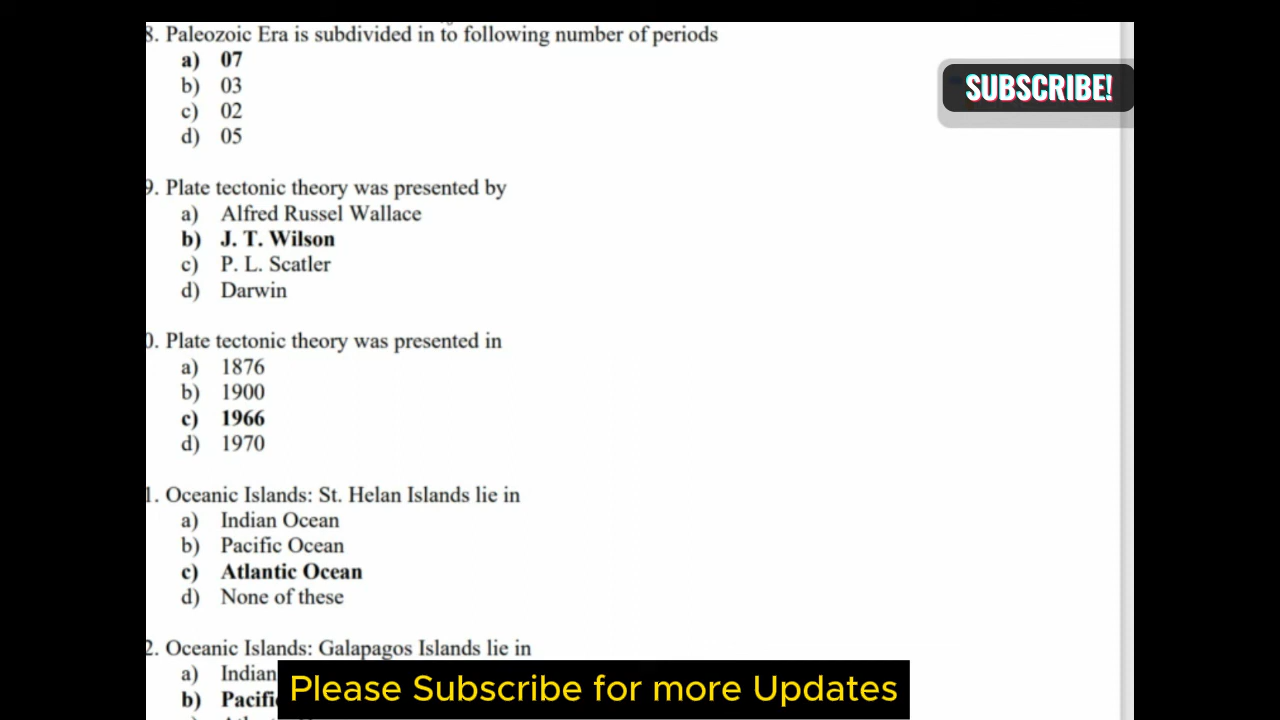 8. Paleozoic Era is subdivided in to following number of periods
a) 07
b) 03
c) 02
d) 05
SUBSCRIBE!
9. Plate tectonic theory was presented by
a) Alfred Russel Wallace
b) J. T. Wilson
c) P. L. Scatler
d) Darwin
0. Plate tectonic theory was presented in
a) 1876
b) 1900
c) 1966
d) 1970
1. Oceanic Islands: St. Helan Islands lie in
a) Indian Ocean
b) Pacific Ocean
c) Atlantic Ocean
d) None of these
2. Oceanic Islands: Galapagos Islands lie in
a) Indian
b) Pacifi
Please Subscribe for more Updates